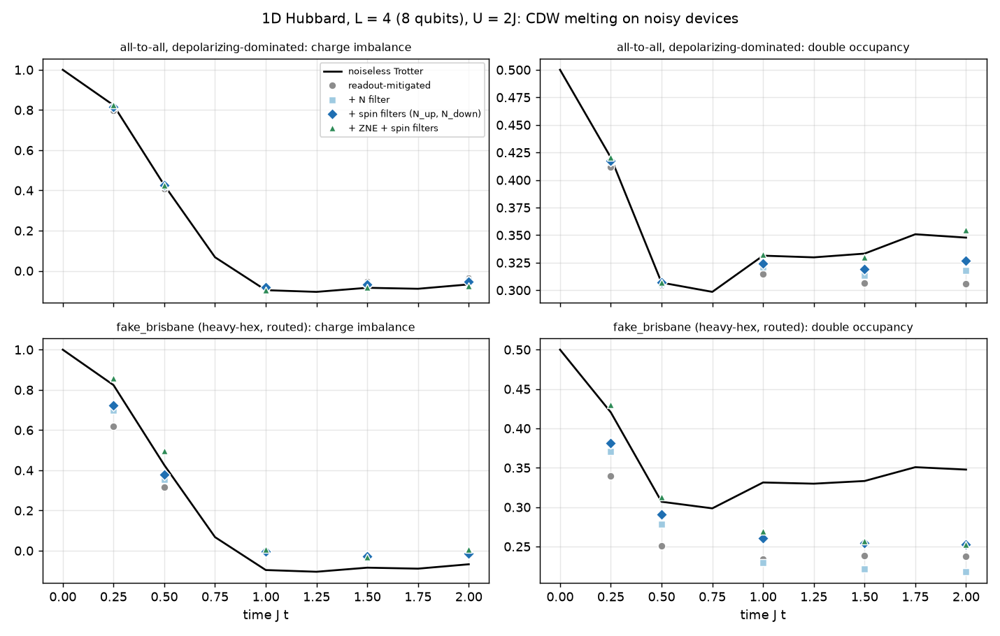 1D Hubbard, L = 4 (8 qubits), U = 2J: CDW melting on noisy devices
all-to-all, depolarizing-dominated: charge imbalance
1.0
0.8
0.6
0.4
0.2
0.0
noiseless Trotter
readout-mitigated
+ N filter
+ spin filters (N_up, N_down)
+ ZNE + spin filters
all-to-all, depolarizing-dominated: double occupancy
0.500
0.475
0.450
0.425
0.400
0.375
0.350
0.325
0.300
fake_brisbane (heavy-hex, routed): charge imbalance
1.0
0.8
0.6
0.4
0.2
0.0
0.00 0.25 0.50 0.75 1.00 1.25 1.50 1.75 2.00
time J t
fake_brisbane (heavy-hex, routed): double occupancy
0.50
0.45
0.40
0.35
0.30
0.25
0.00 0.25 0.50 0.75 1.00 1.25 1.50 1.75 2.00
time J t